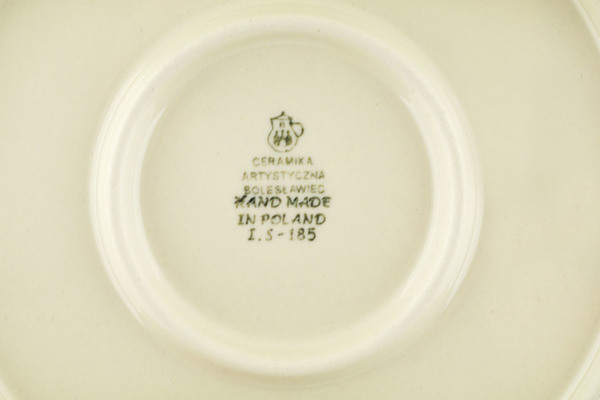 CERAMIKA
ARTYSTYCZNA
BOLESŁAWIEC
HAND MADE
IN POLAND
I.S-185